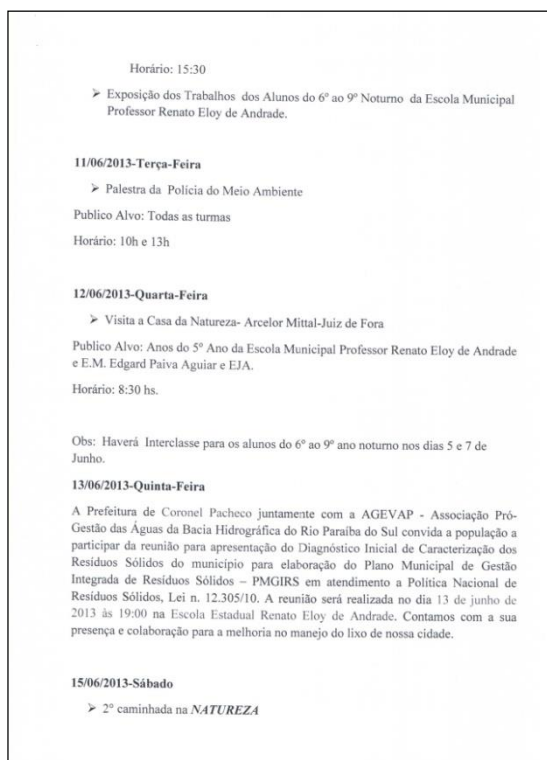 Horário: 15:30
➢ Exposição dos Trabalhos dos Alunos do 6º ao 9º Noturno da Escola Municipal
Professor Renato Eloy de Andrade.
11/06/2013-Terça-Feira
➢ Palestra da Polícia do Meio Ambiente
Publico Alvo: Todas as turmas
Horário: 10h e 13h
12/06/2013-Quarta-Feira
➢ Visita a Casa da Natureza- Arcelor Mittal-Juiz de Fora
Publico Alvo: Anos do 5º Ano da Escola Municipal Professor Renato Eloy de Andrade
e E.M. Edgard Paiva Aguiar e EJA.
Horário: 8:30 hs.
Obs: Haverá Interclasse para os alunos do 6º ao 9º ano noturno nos dias 5 e 7 de
Junho.
13/06/2013-Quinta-Feira
A Prefeitura de Coronel Pacheco juntamente com a AGEVAP - Associação Pró-
Gestão das Águas da Bacia Hidrográfica do Rio Paraíba do Sul convida a população a
participar da reunião para apresentação do Diagnóstico Inicial de Caracterização dos
Resíduos Sólidos do município para elaboração do Plano Municipal de Gestão
Integrada de Resíduos Sólidos – PMGIRS em atendimento a Política Nacional de
Resíduos Sólidos, Lei n. 12.305/10. A reunião será realizada no dia 13 de junho de
2013 às 19:00 na Escola Estadual Renato Eloy de Andrade. Contamos com a sua
presença e colaboração para a melhoria no manejo do lixo de nossa cidade.
15/06/2013-Sábado
➢ 2º caminhada na NATUREZA